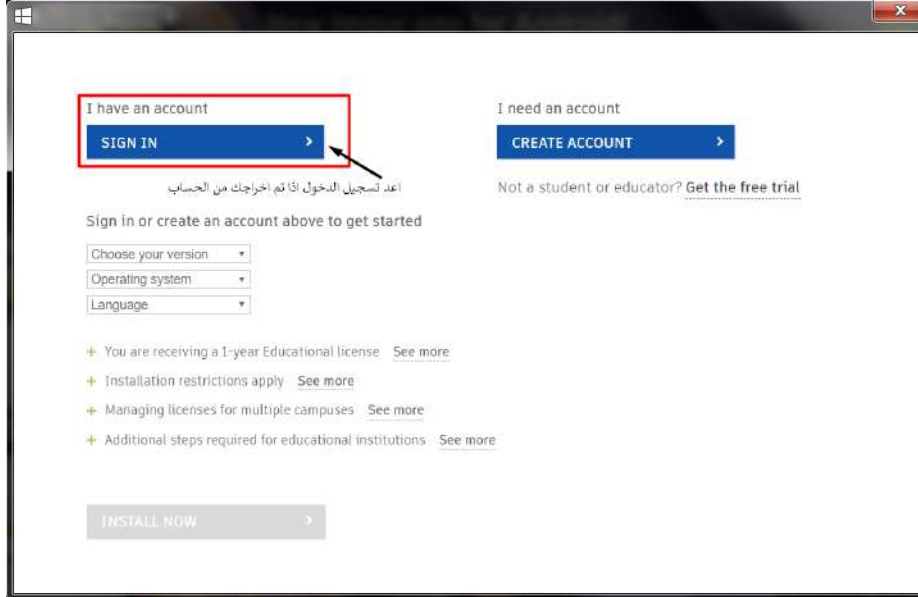 I have an account
SIGN IN
I need an account
CREATE ACCOUNT
Not a student or educator? Get the free trial
اعد تسجيل الدخول اذا تم اخراجك من الحساب
Sign in or create an account above to get started
Choose your version
Operating system
Language
You are receiving a 1-year Educational license See more
Installation restrictions apply See more
Managing licenses for multiple campuses See more
Additional steps required for educational institutions See more
INSTALL NOW